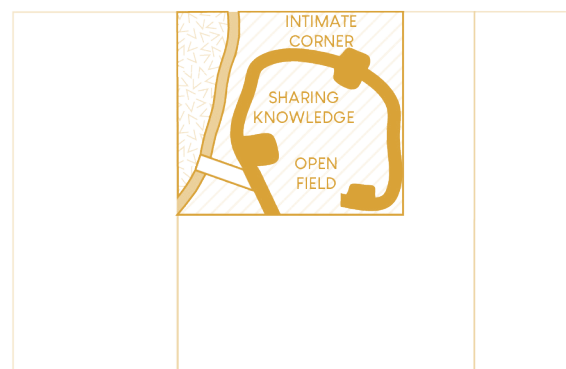 INTIMATE
CORNER
SHARING
KNOWLEDGE
OPEN
FIELD